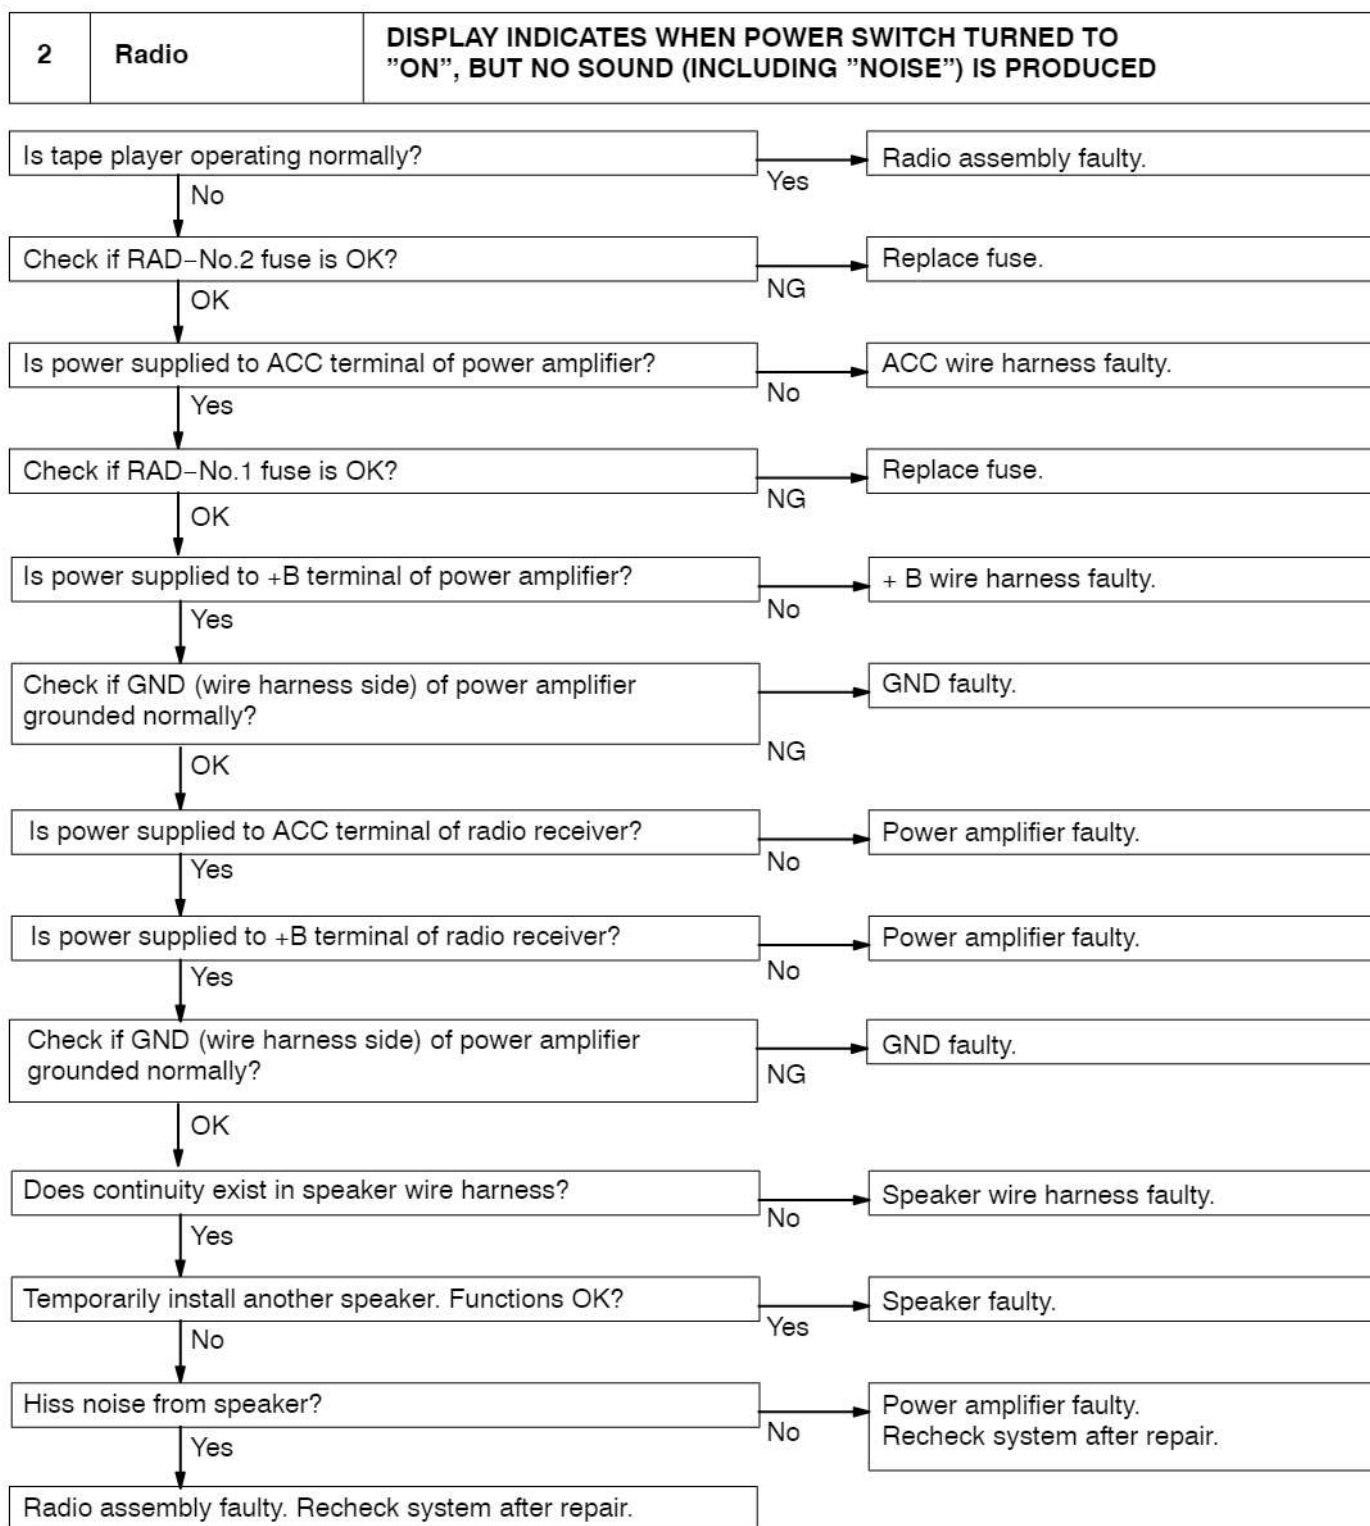 2
Radio
DISPLAY INDICATES WHEN POWER SWITCH TURNED TO
”ON”, BUT NO SOUND (INCLUDING ”NOISE”) IS PRODUCED
Is tape player operating normally?
Yes
Radio assembly faulty.
No
Check if RAD–No.2 fuse is OK?
NG
Replace fuse.
OK
Is power supplied to ACC terminal of power amplifier?
No
ACC wire harness faulty.
Yes
Check if RAD–No.1 fuse is OK?
NG
Replace fuse.
OK
Is power supplied to +B terminal of power amplifier?
No
+ B wire harness faulty.
Yes
Check if GND (wire harness side) of power amplifier
grounded normally?
NG
GND faulty.
OK
Is power supplied to ACC terminal of radio receiver?
No
Power amplifier faulty.
Yes
Is power supplied to +B terminal of radio receiver?
No
Power amplifier faulty.
Yes
Check if GND (wire harness side) of power amplifier
grounded normally?
NG
GND faulty.
OK
Does continuity exist in speaker wire harness?
No
Speaker wire harness faulty.
Yes
Temporarily install another speaker. Functions OK?
Yes
Speaker faulty.
No
Hiss noise from speaker?
No
Power amplifier faulty.
Recheck system after repair.
Yes
Radio assembly faulty. Recheck system after repair.